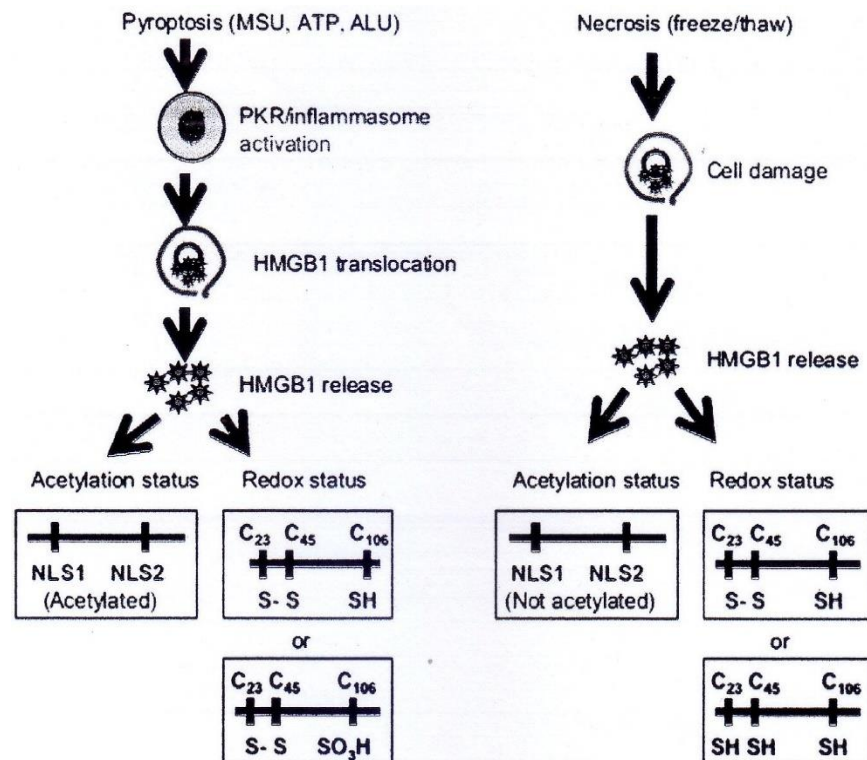 Pyroptosis (MSU, ATP, ALU)
PKR/inflammasome
activation
HMGB1 translocation
HMGB1 release
Acetylation status
NLS1 NLS2
(Acetylated)
Redox status
C23 C45 C106
S- S SH
or
C23 C45 C106
S- S SO3H
Necrosis (freeze/thaw)
Cell damage
HMGB1 release
Acetylation status
NLS1 NLS2
(Not acetylated)
Redox status
C23 C45 C106
S- S SH
or
C23 C45 C106
SH SH SH